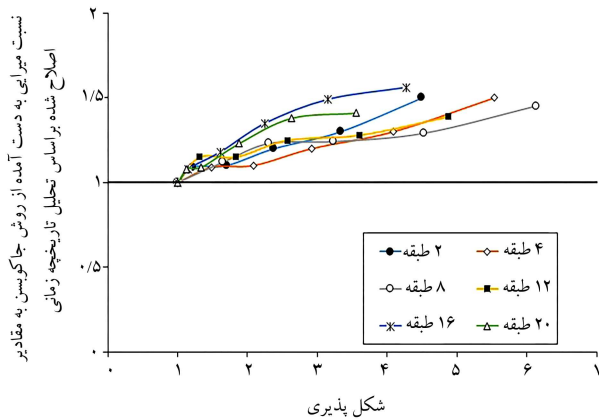 نسبت میرایی به دست آمده از روش جاکوبسن به مقادیر
اصلاح شده براساس تحلیل تاریخچه زمانی
۲
۱/۵
۱
۰/۵
۰
۰ ۱ ۲ ۳ ۴ ۵ ۶ ۷
شکل پذیری
۲ طبقه
۴ طبقه
۸ طبقه
۱۲ طبقه
۱۶ طبقه
۲۰ طبقه